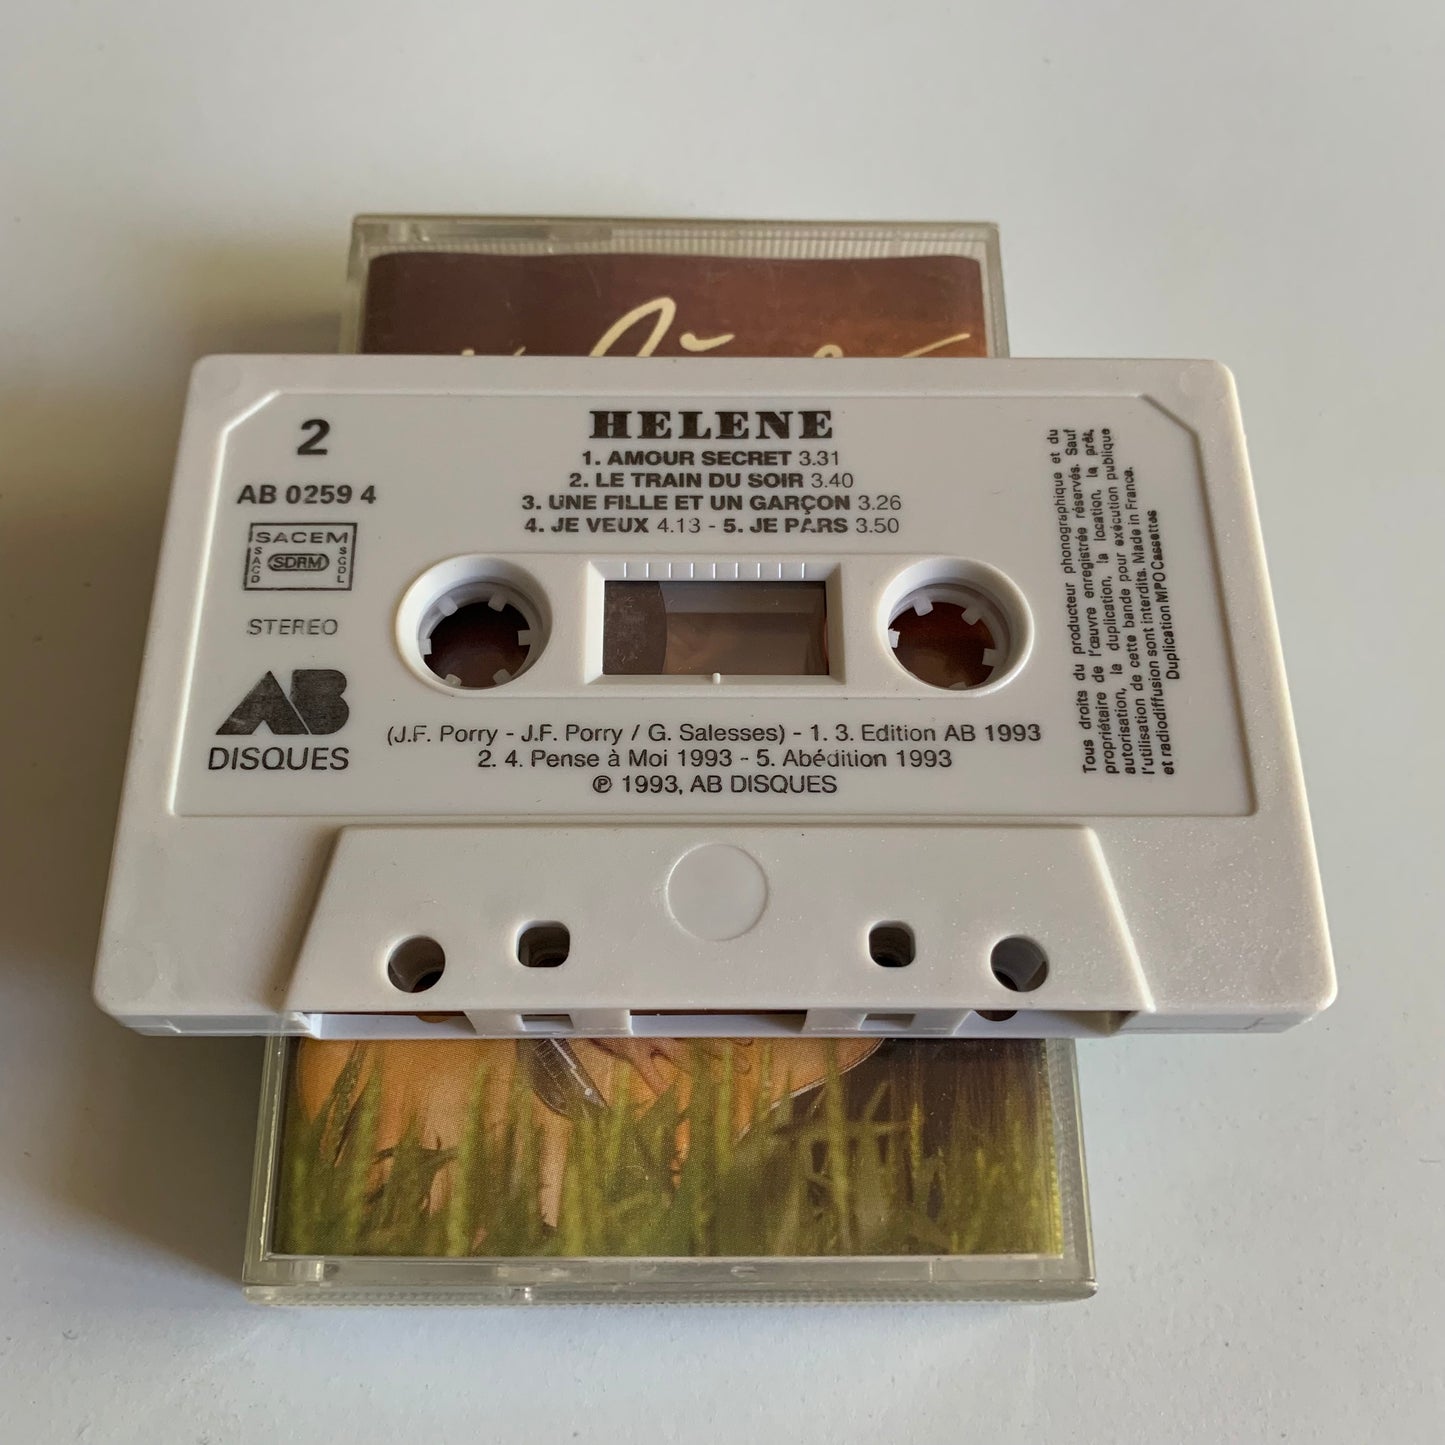 2
AB 0259 4
SACEM
SACD
SDRM
SGDL
STEREO
AB
DISQUES
HELENE
1. AMOUR SECRET 3.31
2. LE TRAIN DU SOIR 3.40
3. UNE FILLE ET UN GARÇON 3.26
4. JE VEUX 4.13 - 5. JE PARS 3.50
(J.F. Porry - J.F. Porry / G. Salesses) - 1. 3. Edition AB 1993
2. 4. Pense à Moi 1993 - 5. Abédition 1993
℗ 1993, AB DISQUES
Tous droits du producteur phonographique et du
propriétaire de l'œuvre enregistrée réservés. Sauf
autorisation, la duplication, la location, le prêt,
l'utilisation de cette bande pour exécution publique
et radiodiffusion sont interdits. Made in France.
Duplication MPO Cassettes